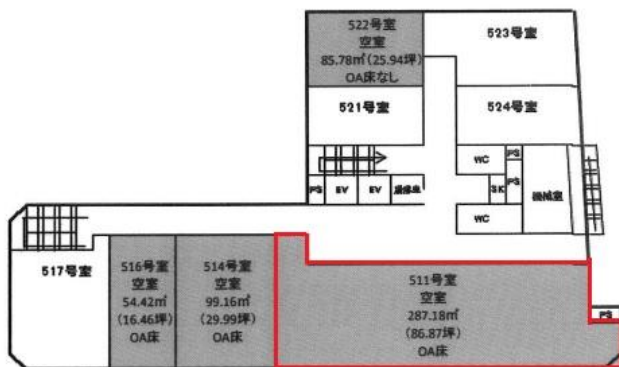 522号室
空室
85.78㎡(25.94坪)
OA床なし
523号室
521号室
524号室
WC
PS
PS
SK
WC
機械室
PS
EV
EV
517号室
516号室
空室
54.42㎡
(16.46坪)
OA床
514号室
空室
99.16㎡
(29.99坪)
OA床
511号室
空室
287.18㎡
(86.87坪)
OA床
PS